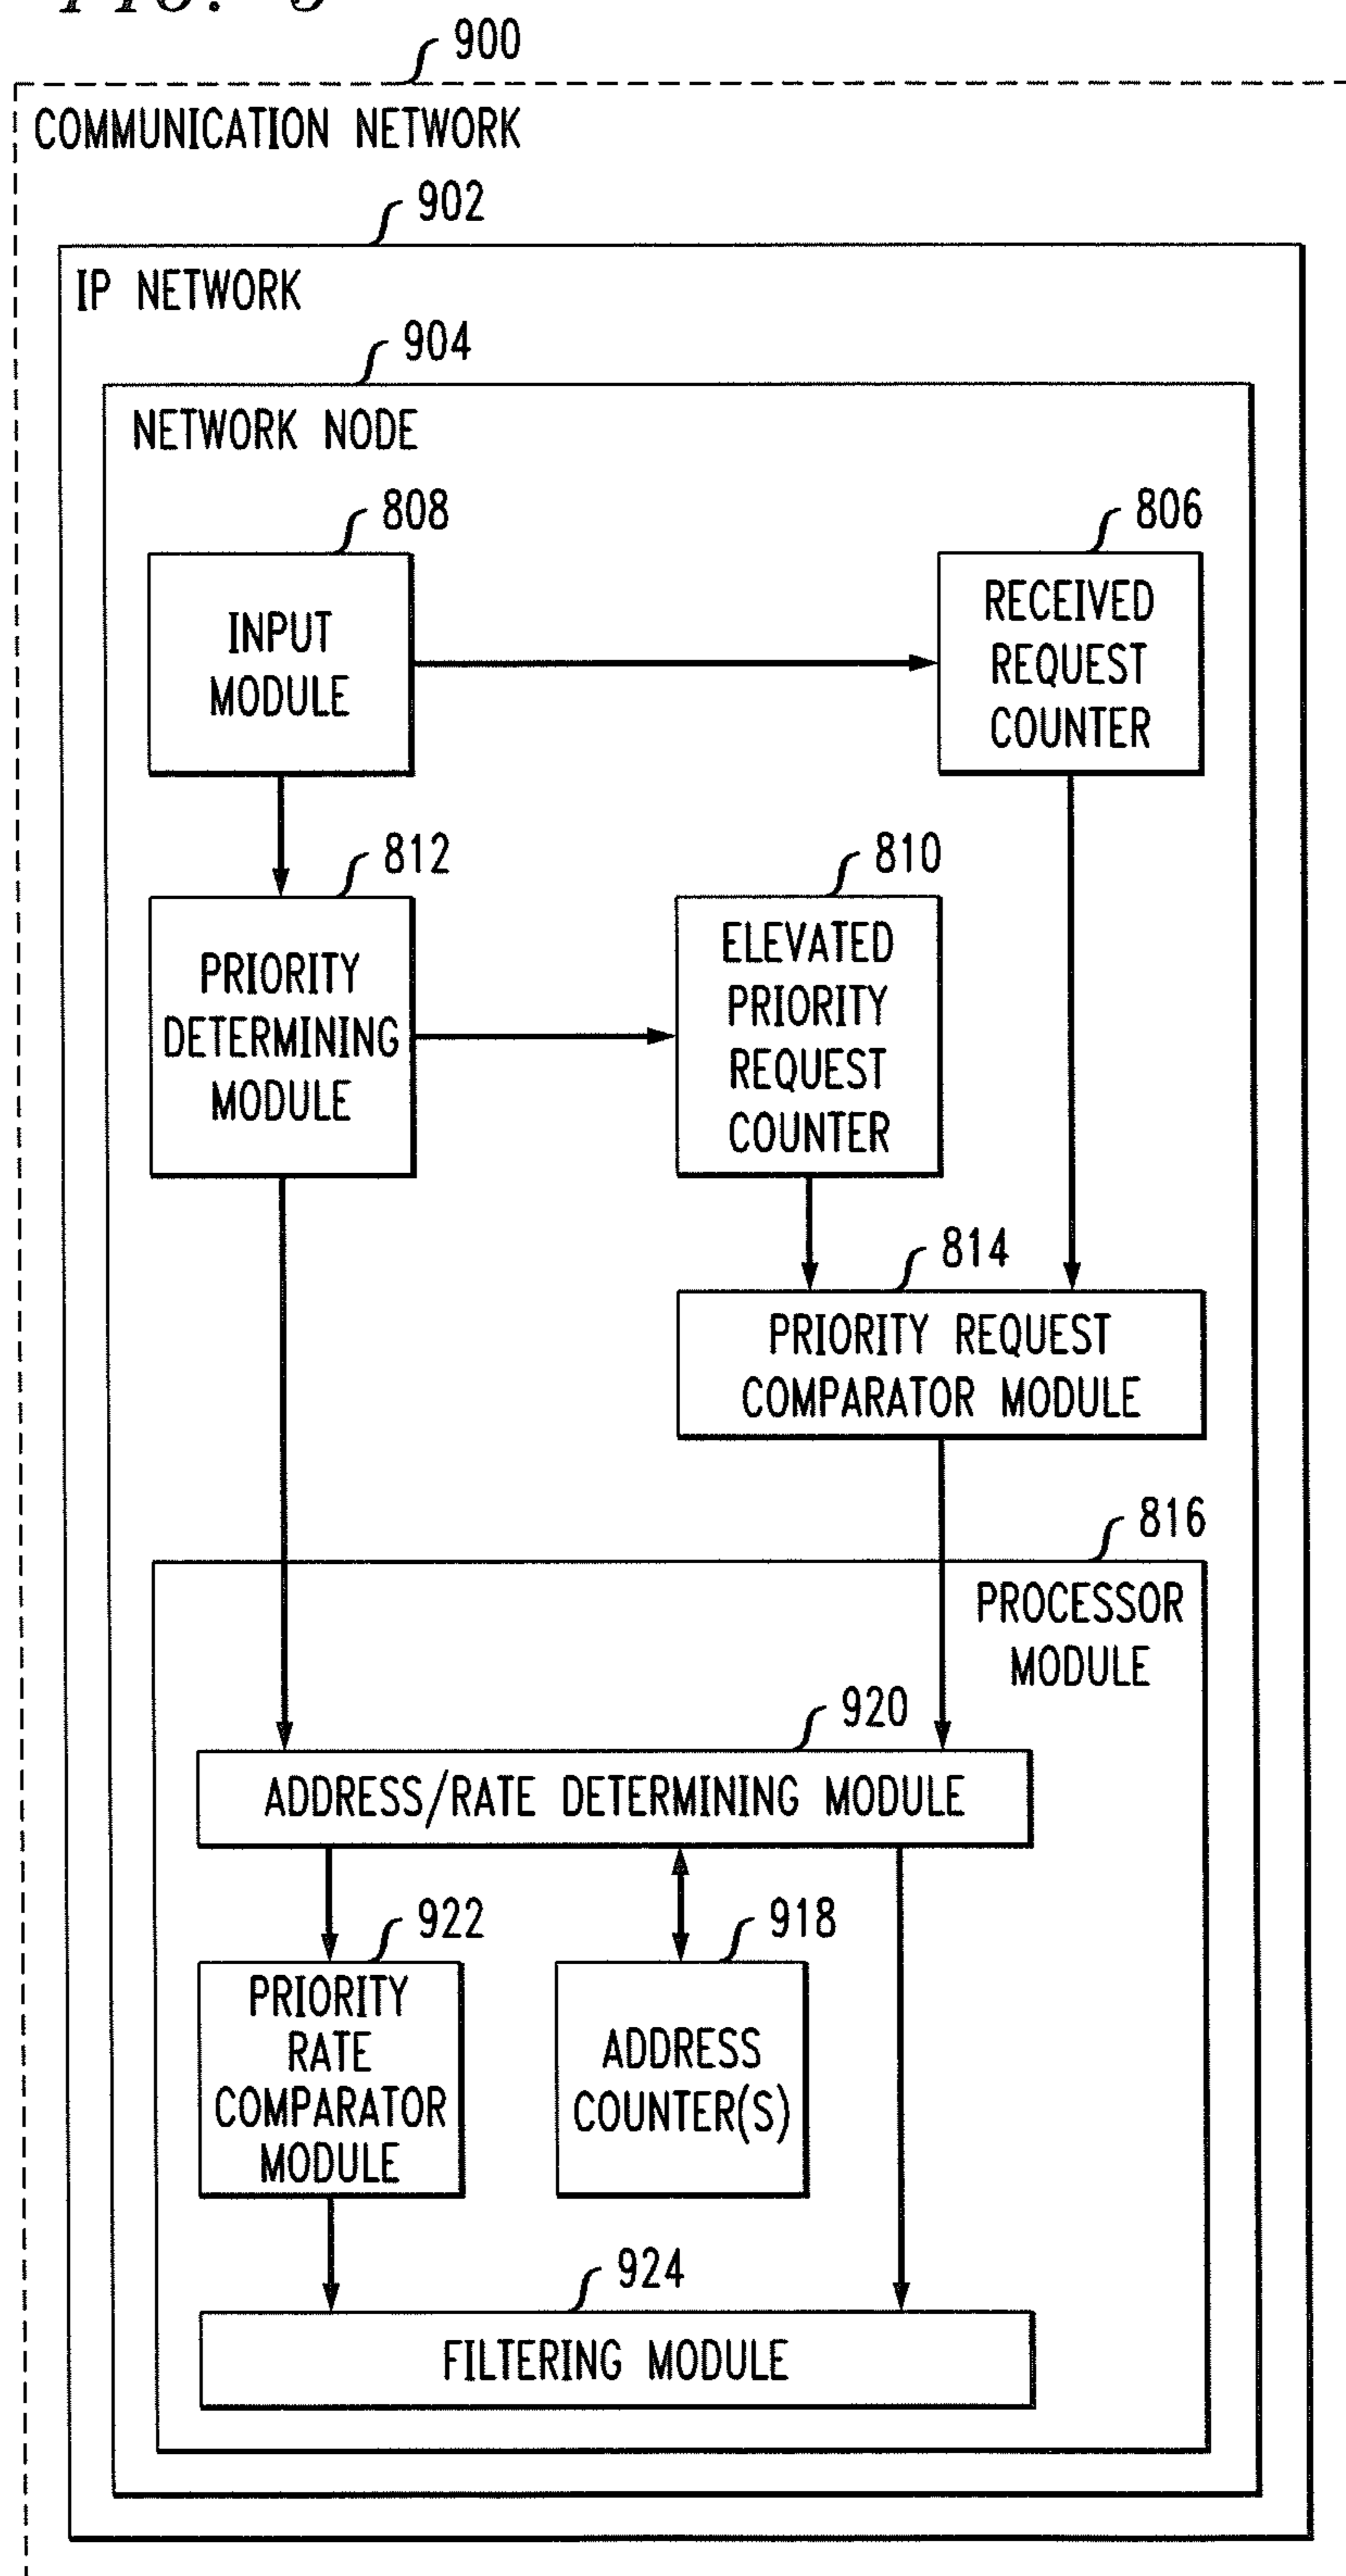 900
COMMUNICATION NETWORK
902
IP NETWORK
904
NETWORK NODE
808
INPUT
MODULE
806
RECEIVED
REQUEST
COUNTER
812
PRIORITY
DETERMINING
MODULE
810
ELEVATED
PRIORITY
REQUEST
COUNTER
814
PRIORITY REQUEST
COMPARATOR MODULE
816
PROCESSOR
MODULE
920
ADDRESS/RATE DETERMINING MODULE
922
PRIORITY
RATE
COMPARATOR
MODULE
918
ADDRESS
COUNTER(S)
924
FILTERING MODULE